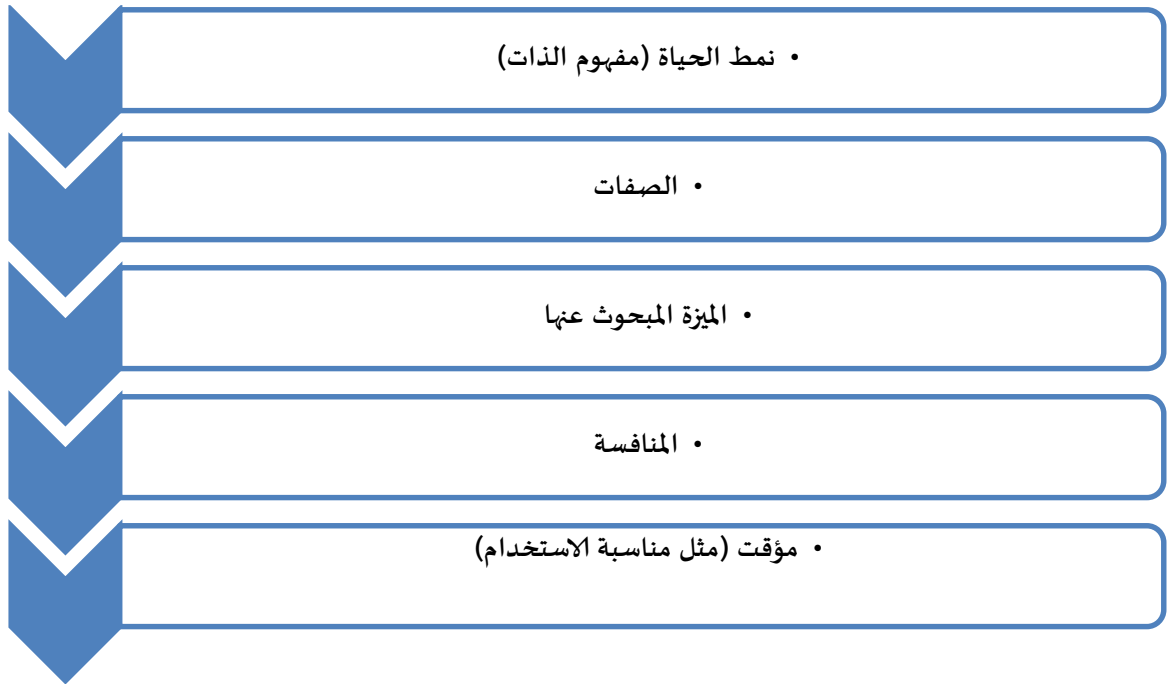 • نمط الحياة (مفهوم الذات)
• الصفات
• الميزة المبحوث عنها
• المنافسة
• مؤقت (مثل مناسبة الاستخدام)